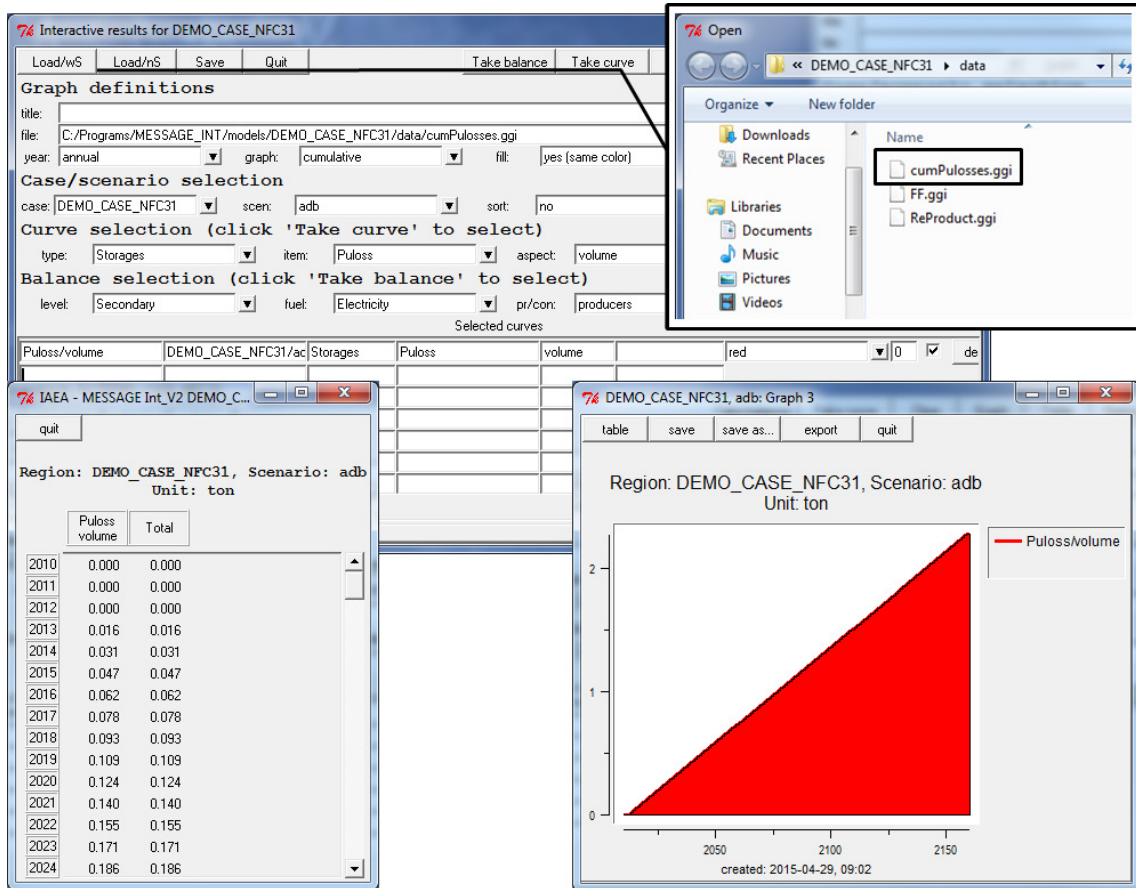 Interactive results for DEMO_CASE_NFC31
Load/wS Load/nS Save Quit Take balance Take curve
Graph definitions
title:
file: C:/Programs/MESSAGE_INT/models/DEMO_CASE_NFC31/data/cumPulosses.ggi
year: annual graph: cumulative fill: yes (same color)
Case/scenario selection
case: DEMO_CASE_NFC31 scen: adb sort: no
Curve selection (click 'Take curve' to select)
type: Storages item: Puloss aspect: volume
Balance selection (click 'Take balance' to select)
level: Secondary fuel: Electricity pr/con: producers
Selected curves
Puloss/volume DEMO_CASE_NFC31/ac Storages Puloss volume red 0 de
Open
« DEMO_CASE_NFC31 ▸ data
Organize New folder
Downloads
Recent Places
Libraries
Documents
Music
Pictures
Videos
Name
cumPulosses.ggi
FF.ggi
ReProduct.ggi
IAEA - MESSAGE Int_V2 DEMO_C...
quit
Region: DEMO_CASE_NFC31, Scenario: adb
Unit: ton
Puloss volume Total
2010 0.000 0.000
2011 0.000 0.000
2012 0.000 0.000
2013 0.016 0.016
2014 0.031 0.031
2015 0.047 0.047
2016 0.062 0.062
2017 0.078 0.078
2018 0.093 0.093
2019 0.109 0.109
2020 0.124 0.124
2021 0.140 0.140
2022 0.155 0.155
2023 0.171 0.171
2024 0.186 0.186
DEMO_CASE_NFC31, adb: Graph 3
table save save as... export quit
Region: DEMO_CASE_NFC31, Scenario: adb
Unit: ton
Puloss/volume
2
1
0
2050 2100 2150
created: 2015-04-29, 09:02